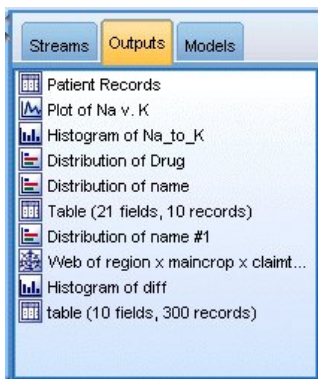 Streams Outputs Models
Patient Records
Plot of Na v. K
Histogram of Na_to_K
Distribution of Drug
Distribution of name
Table (21 fields, 10 records)
Distribution of name #1
Web of region x maincrop x claimt...
Histogram of diff
table (10 fields, 300 records)